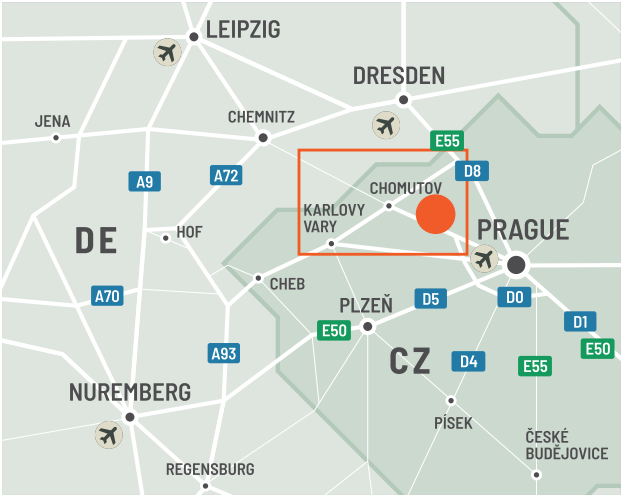 LEIPZIG
DRESDEN
JENA
CHEMNITZ
E55
D8
A9
A72
CHOMUTOV
KARLOVY
VARY
PRAGUE
DE
HOF
CHEB
A70
D5
D0
PLZEŇ
E50
D1
E50
A93
CZ
D4
E55
NUREMBERG
PÍSEK
ČESKÉ
BUDĚJOVICE
REGENSBURG